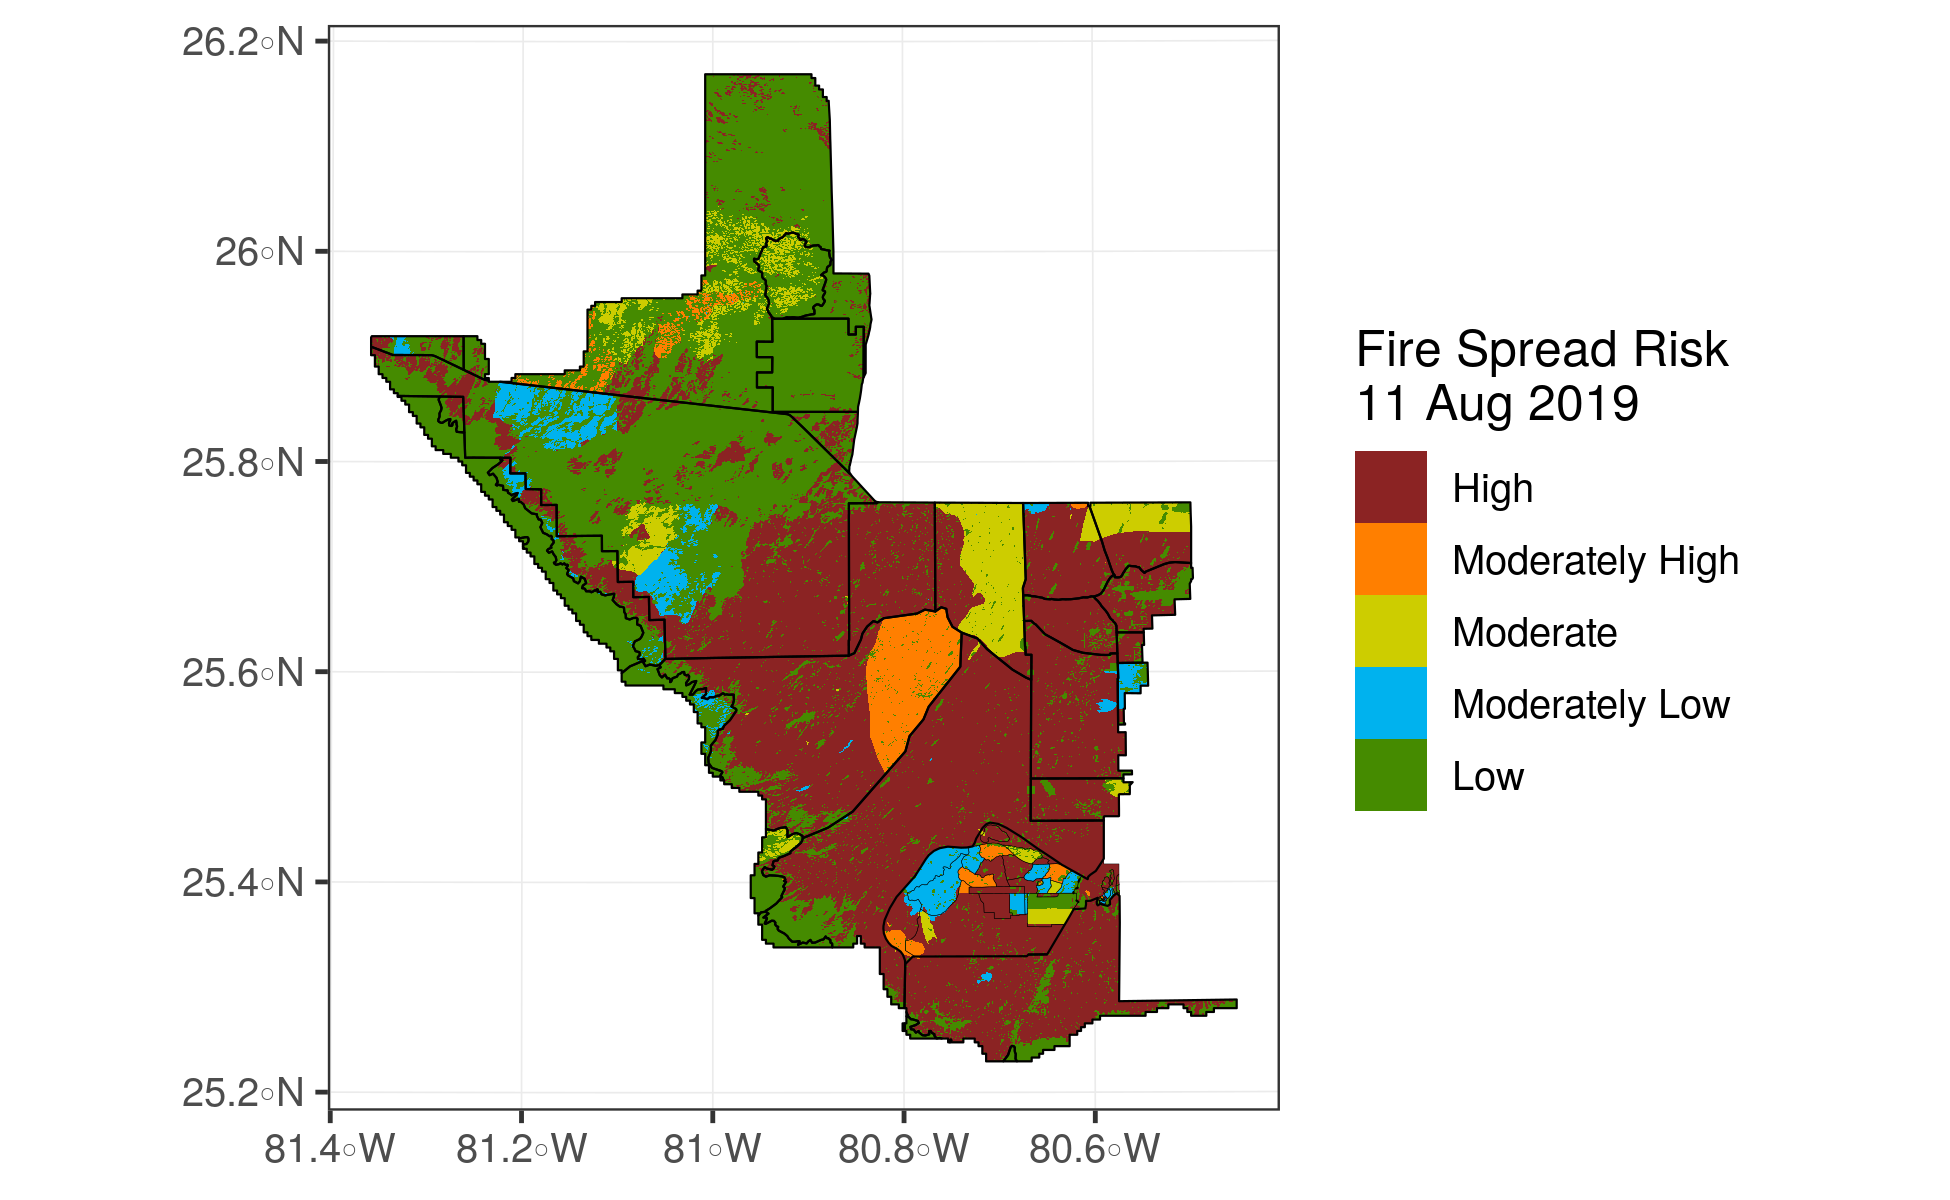 26.2°N
26°N
25.8°N
25.6°N
25.4°N
25.2°N
81.4°W
81.2°W
81°W
80.8°W
80.6°W
Fire Spread Risk
11 Aug 2019
High
Moderately High
Moderate
Moderately Low
Low